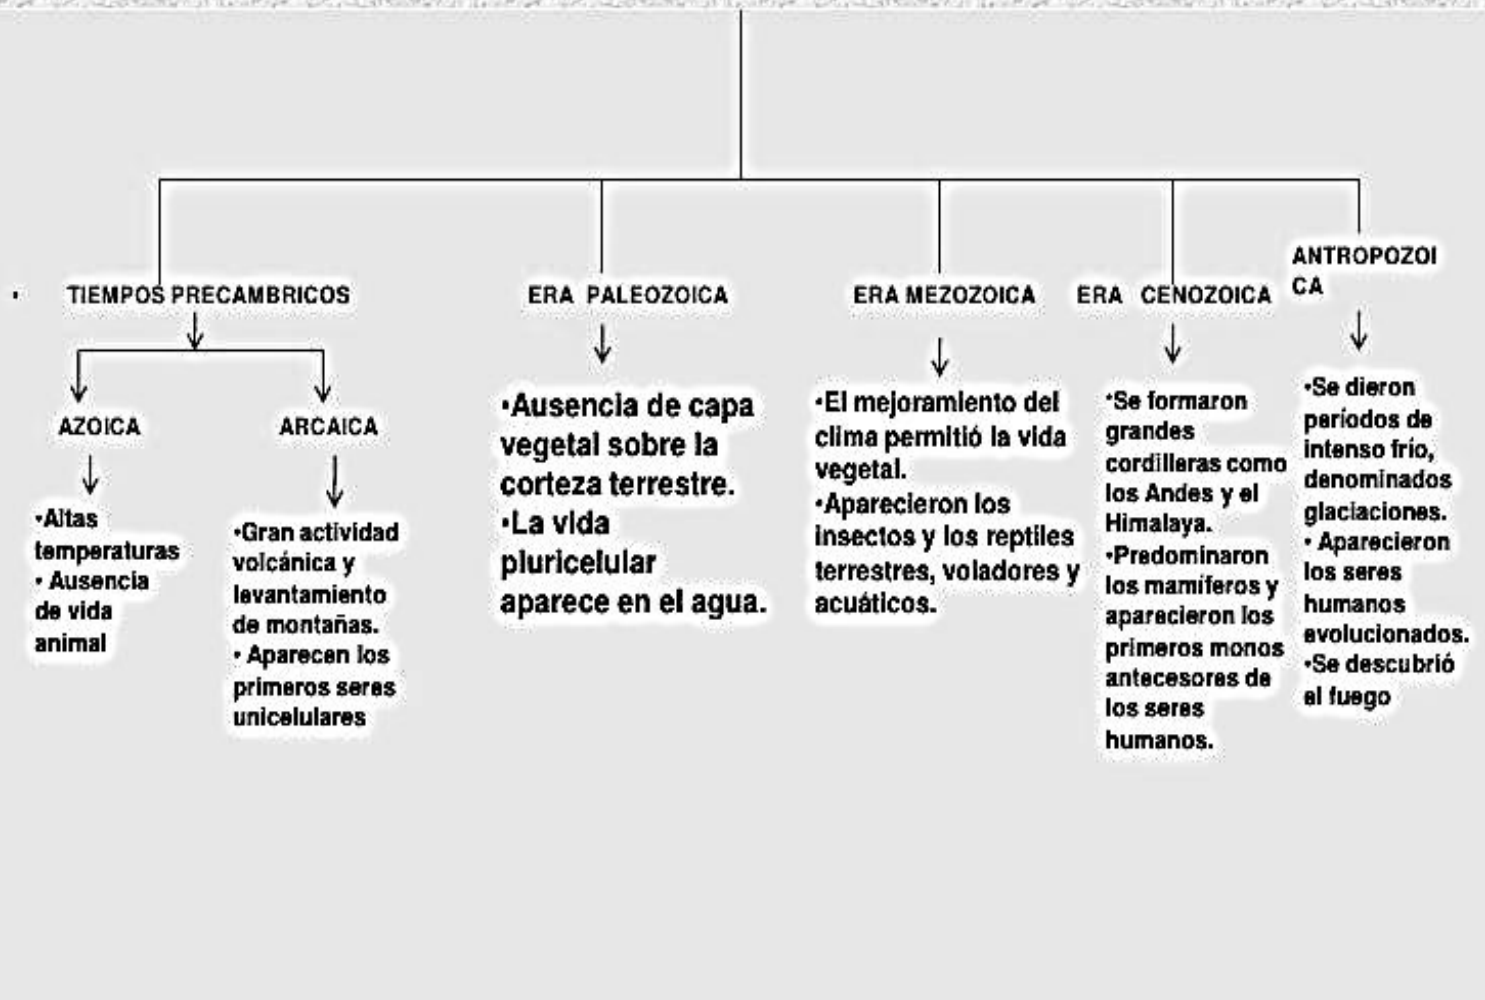 TIEMPOS PRECAMBRICOS
AZOICA
•Altas
temperaturas
• Ausencia
de vida
animal
ARCAICA
•Gran actividad
volcánica y
levantamiento
de montañas.
• Aparecen los
primeros seres
unicelulares
ERA PALEOZOICA
•Ausencia de capa
vegetal sobre la
corteza terrestre.
•La vida
pluricelular
aparece en el agua.
ERA MEZOZOICA
•El mejoramiento del
clima permitió la vida
vegetal.
•Aparecieron los
insectos y los reptiles
terrestres, voladores y
acuáticos.
ERA CENOZOICA
•Se formaron
grandes
cordilleras como
los Andes y el
Himalaya.
•Predominaron
los mamíferos y
aparecieron los
primeros monos
antecesores de
los seres
humanos.
ANTROPOZOI
CA
•Se dieron
períodos de
intenso frío,
denominados
glaciaciones.
• Aparecieron
los seres
humanos
evolucionados.
•Se descubrió
el fuego